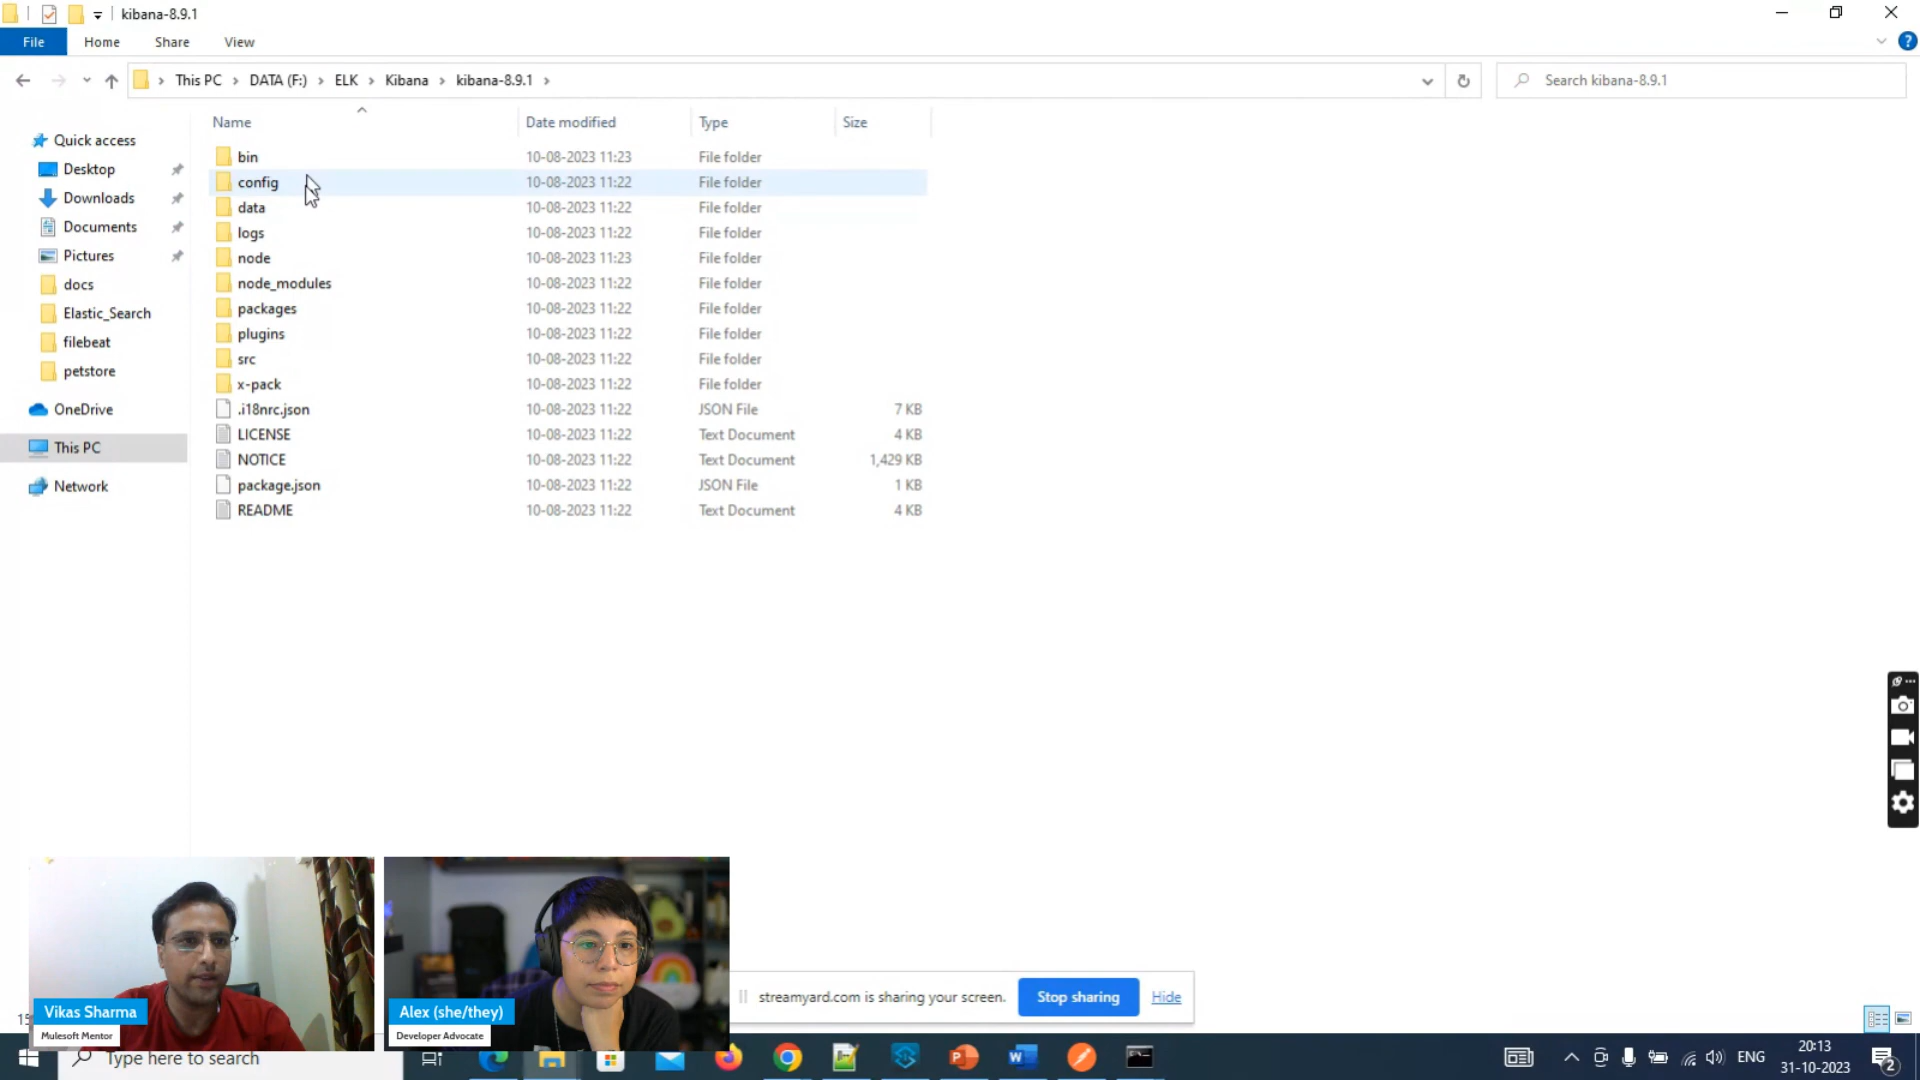 kibana-8.9.1
File Home Share View
This PC DATA (F:) ELK Kibana kibana-8.9.1
Search kibana-8.9.1
Name Date modified Type Size
Quick access
Desktop
Downloads
Documents
Pictures
docs
Elastic_Search
filebeat
petstore
OneDrive
This PC
Network
bin 10-08-2023 11:23 File folder
config 10-08-2023 11:22 File folder
data 10-08-2023 11:22 File folder
logs 10-08-2023 11:22 File folder
node 10-08-2023 11:23 File folder
node_modules 10-08-2023 11:22 File folder
packages 10-08-2023 11:22 File folder
plugins 10-08-2023 11:22 File folder
src 10-08-2023 11:22 File folder
x-pack 10-08-2023 11:22 File folder
.i18nrc.json 10-08-2023 11:22 JSON File 7 KB
LICENSE 10-08-2023 11:22 Text Document 4 KB
NOTICE 10-08-2023 11:22 Text Document 1,429 KB
package.json 10-08-2023 11:22 JSON File 1 KB
README 10-08-2023 11:22 Text Document 4 KB
Vikas Sharma
Mulesoft Mentor
Alex (she/they)
Developer Advocate
streamyard.com is sharing your screen. Stop sharing Hide
Type here to search
ENG
20:13
31-10-2023
2